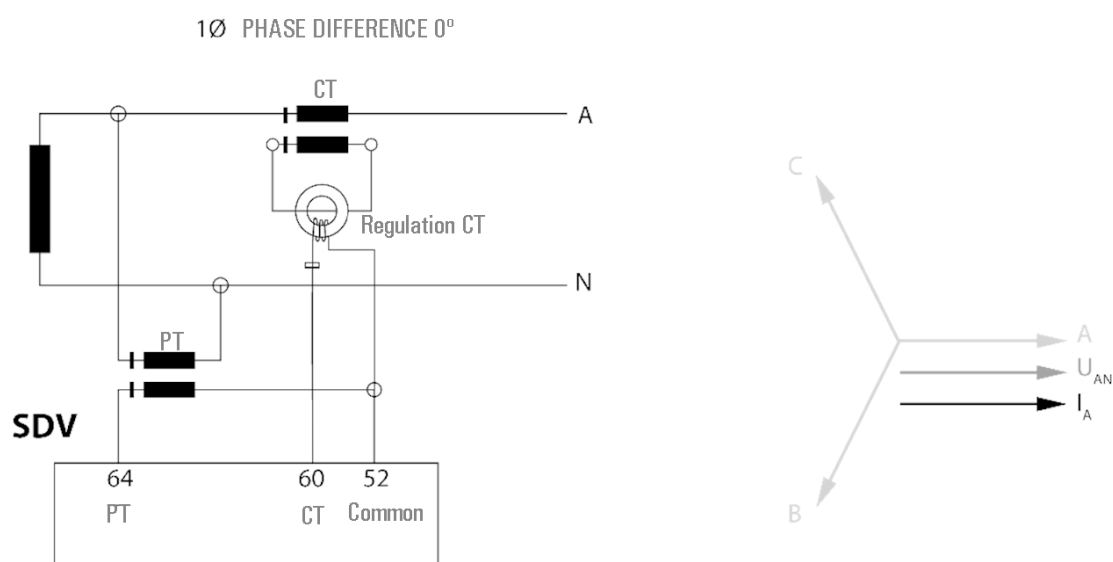 1Ø PHASE DIFFERENCE 0º
CT
A
Regulation CT
N
PT
SDV
64 60 52
PT CT Common
C
A
U AN
I A
B